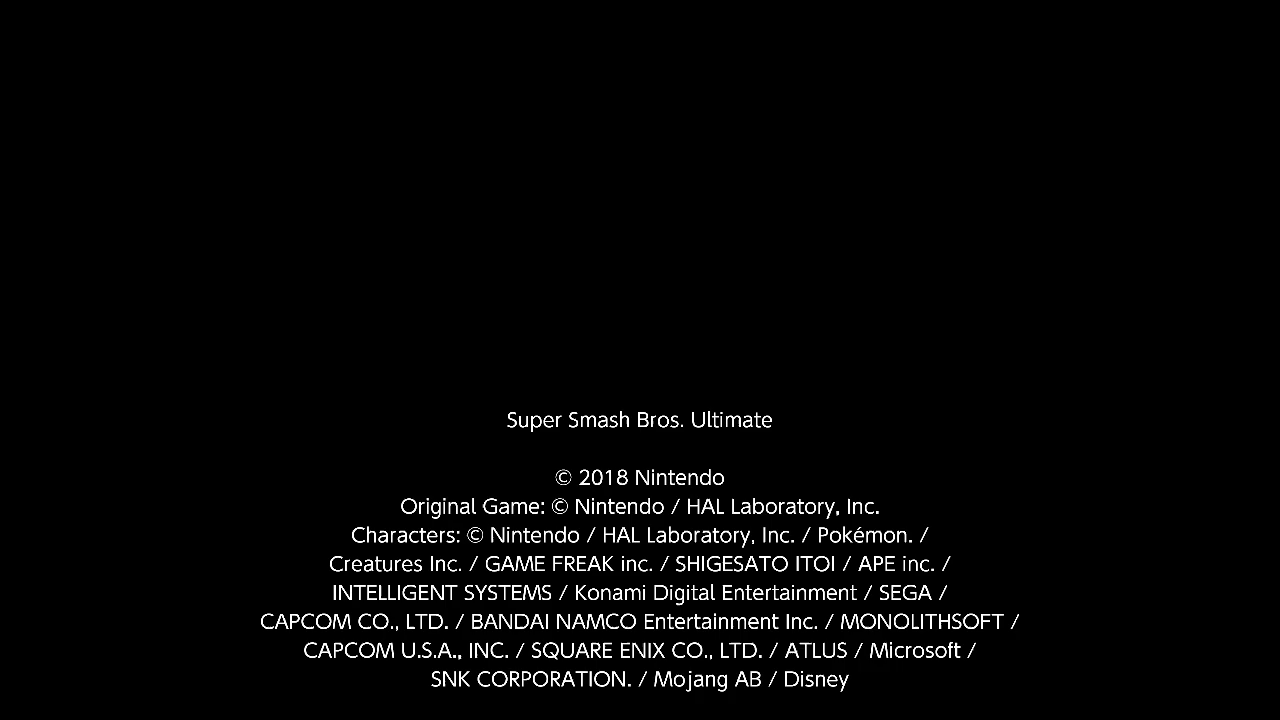 Super Smash Bros. Ultimate
© 2018 Nintendo
Original Game: © Nintendo / HAL Laboratory, Inc.
Characters: © Nintendo / HAL Laboratory, Inc. / Pokémon. /
Creatures Inc. / GAME FREAK inc. / SHIGESATO ITOI / APE inc. /
INTELLIGENT SYSTEMS / Konami Digital Entertainment / SEGA /
CAPCOM CO., LTD. / BANDAI NAMCO Entertainment Inc. / MONOLITHSOFT /
CAPCOM U.S.A., INC. / SQUARE ENIX CO., LTD. / ATLUS / Microsoft /
SNK CORPORATION. / Mojang AB / Disney